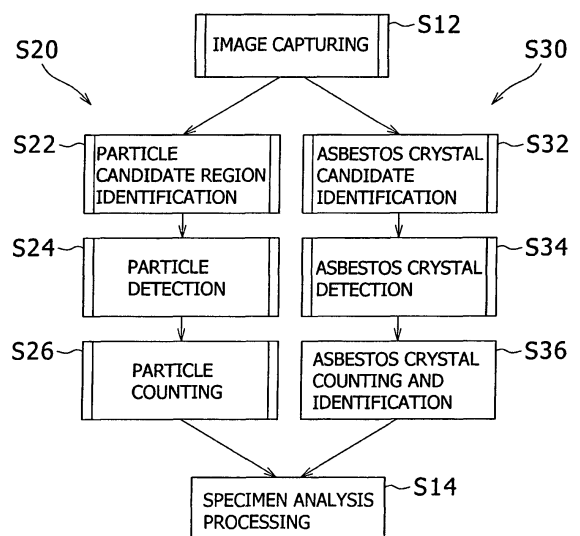 IMAGE CAPTURING
S12
S20
S30
S22
PARTICLE
CANDIDATE REGION
IDENTIFICATION
ASBESTOS CRYSTAL
CANDIDATE
IDENTIFICATION
S32
S24
PARTICLE
DETECTION
ASBESTOS CRYSTAL
DETECTION
S34
S26
PARTICLE
COUNTING
ASBESTOS CRYSTAL
COUNTING AND
IDENTIFICATION
S36
SPECIMEN ANALYSIS
PROCESSING
S14